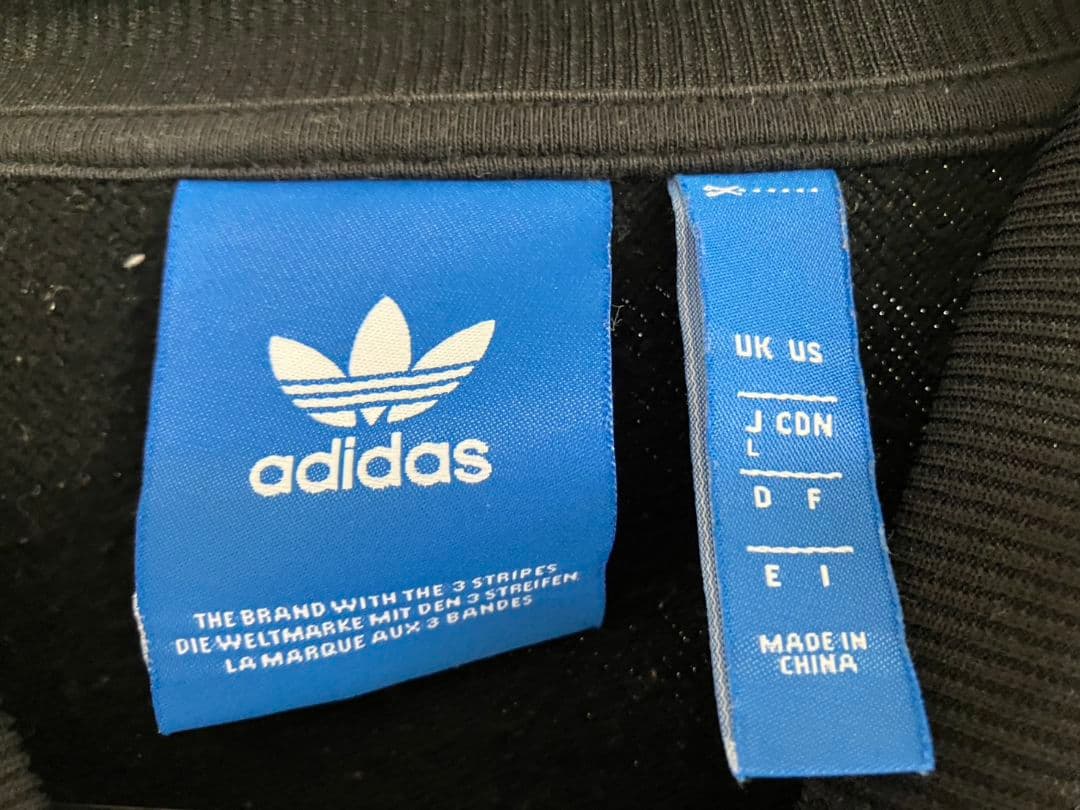 adidas
THE BRAND WITH THE 3 STRIPES
DIE WELTMARKE MIT DEN 3 STREIFEN
LA MARQUE AUX 3 BANDES
UK US
J CDN
L
D F
E I
MADE IN
CHINA